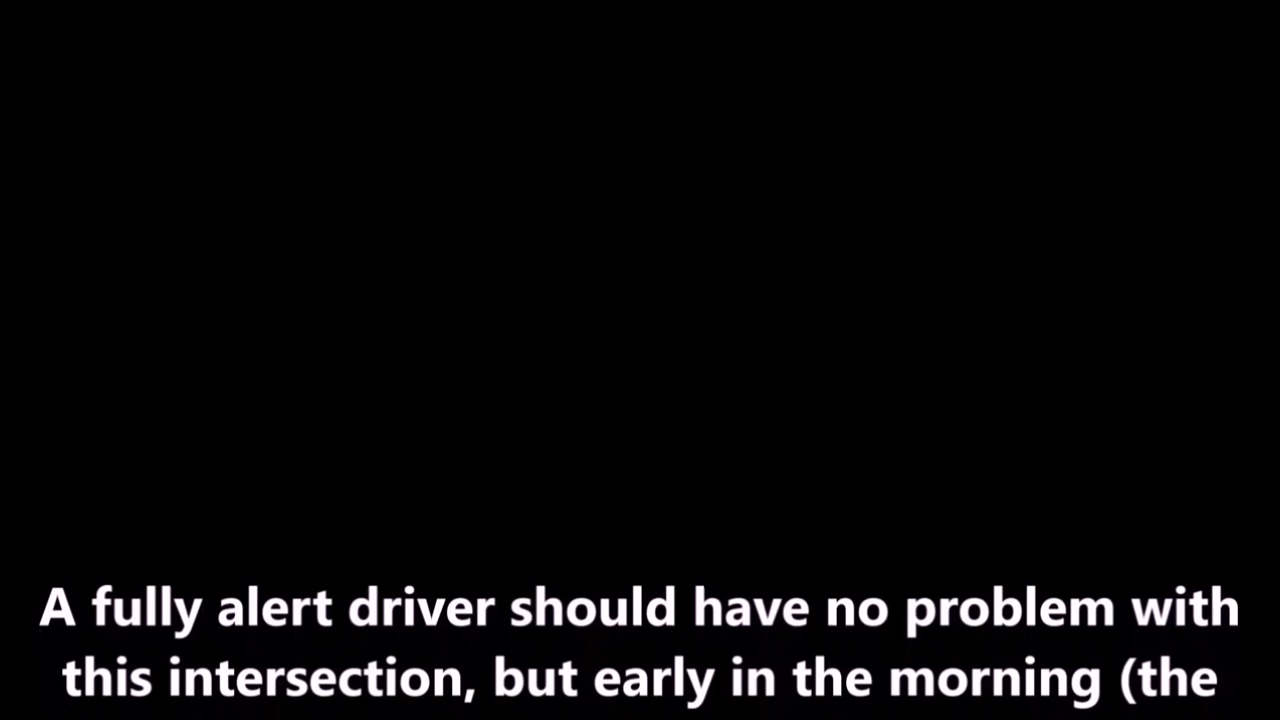 A fully alert driver should have no problem with
this intersection, but early in the morning (the